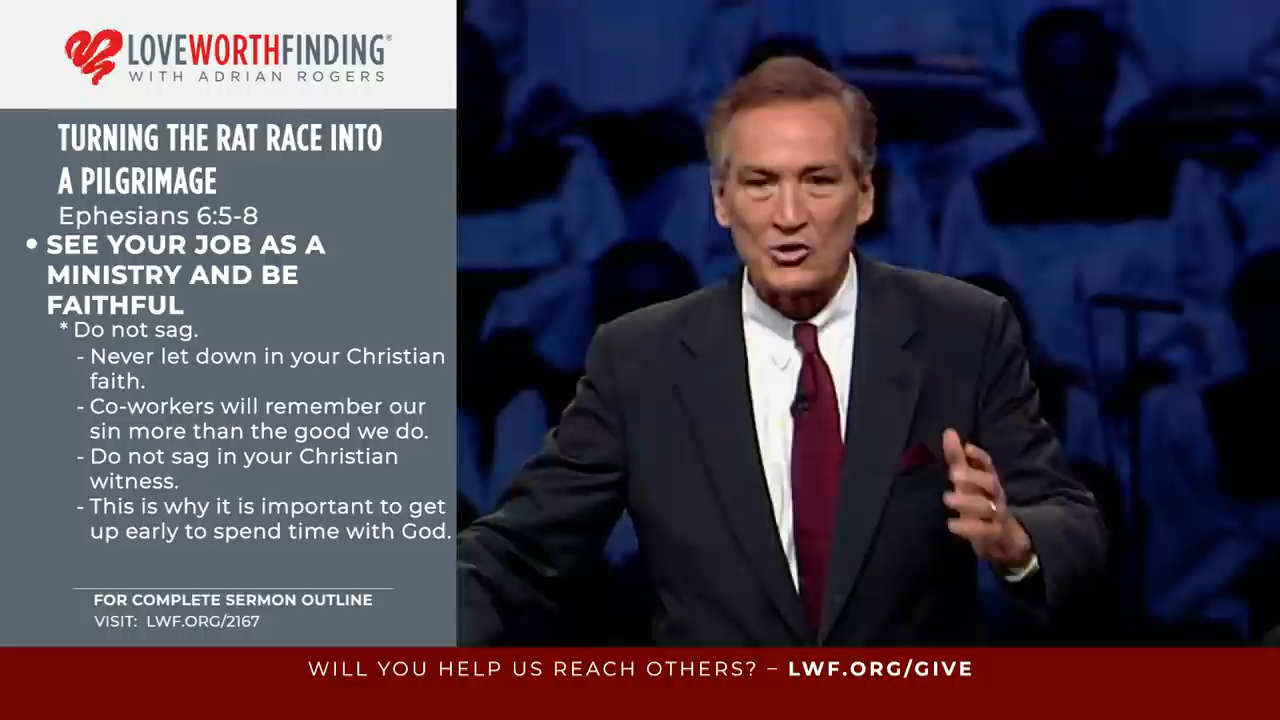 LOVEWORTHFINDING®
WITH ADRIAN ROGERS
TURNING THE RAT RACE INTO
A PILGRIMAGE
Ephesians 6:5-8
• SEE YOUR JOB AS A
MINISTRY AND BE
FAITHFUL
* Do not sag.
- Never let down in your Christian
faith.
- Co-workers will remember our
sin more than the good we do.
- Do not sag in your Christian
witness.
- This is why it is important to get
up early to spend time with God.
FOR COMPLETE SERMON OUTLINE
VISIT: LWF.ORG/2167
WILL YOU HELP US REACH OTHERS? – LWF.ORG/GIVE